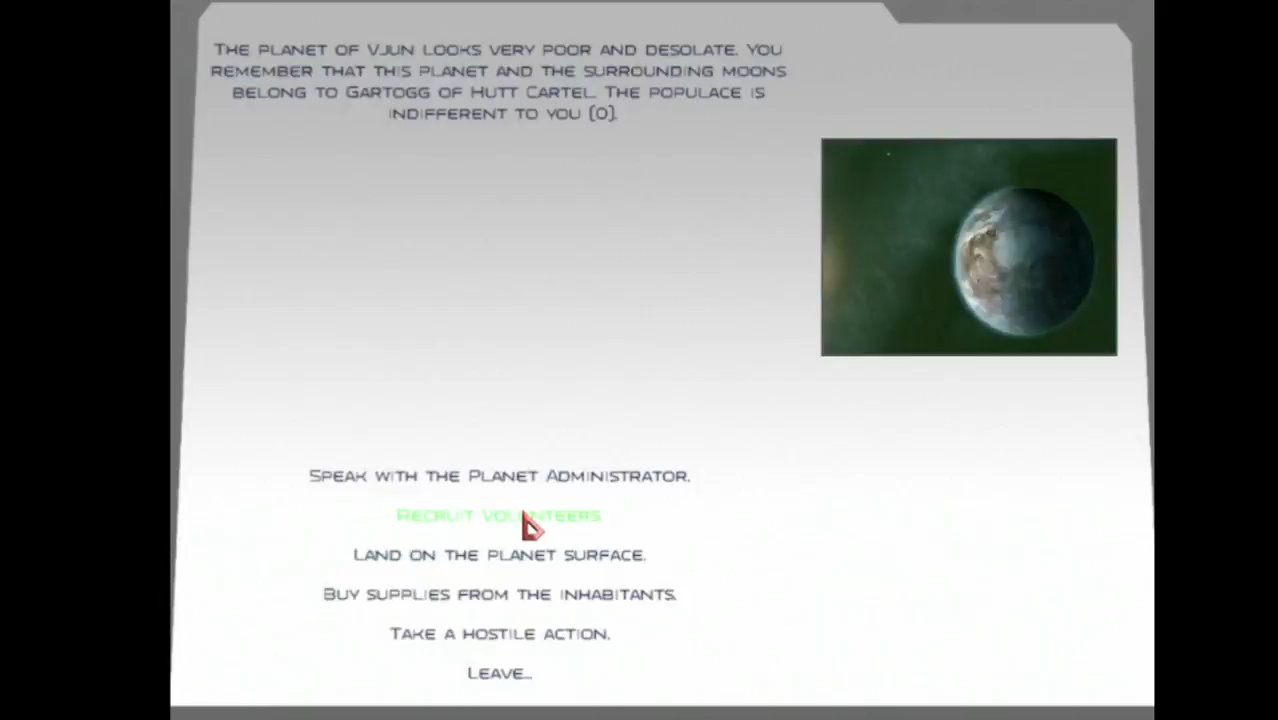 The planet of Vjun looks very poor and desolate. You
remember that this planet and the surrounding moons
belong to Gartogg of Hutt Cartel. The populace is
indifferent to you (0).
Speak with the Planet Administrator.
Recruit volunteers
Land on the planet surface.
Buy supplies from the inhabitants.
Take a hostile action.
Leave...